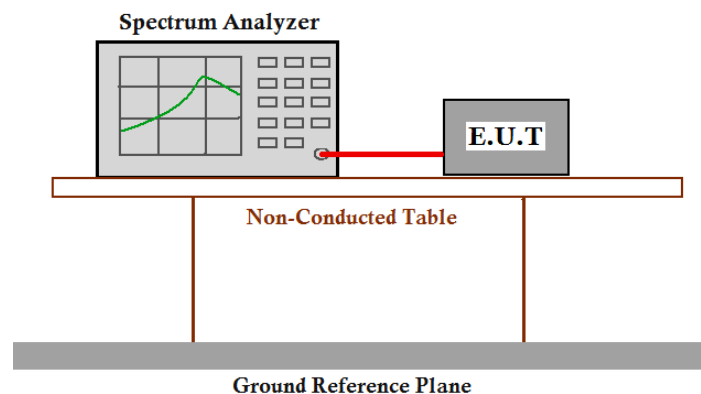 Spectrum Analyzer
E.U.T
Non-Conducted Table
Ground Reference Plane